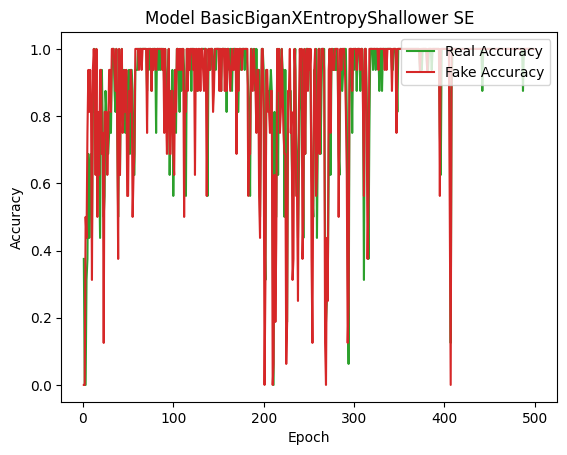 Model BasicBiganXEntropyShallower SE
Real Accuracy
Fake Accuracy
1.0
0.8
0.6
0.4
0.2
0.0
Accuracy
0 100 200 300 400 500
Epoch